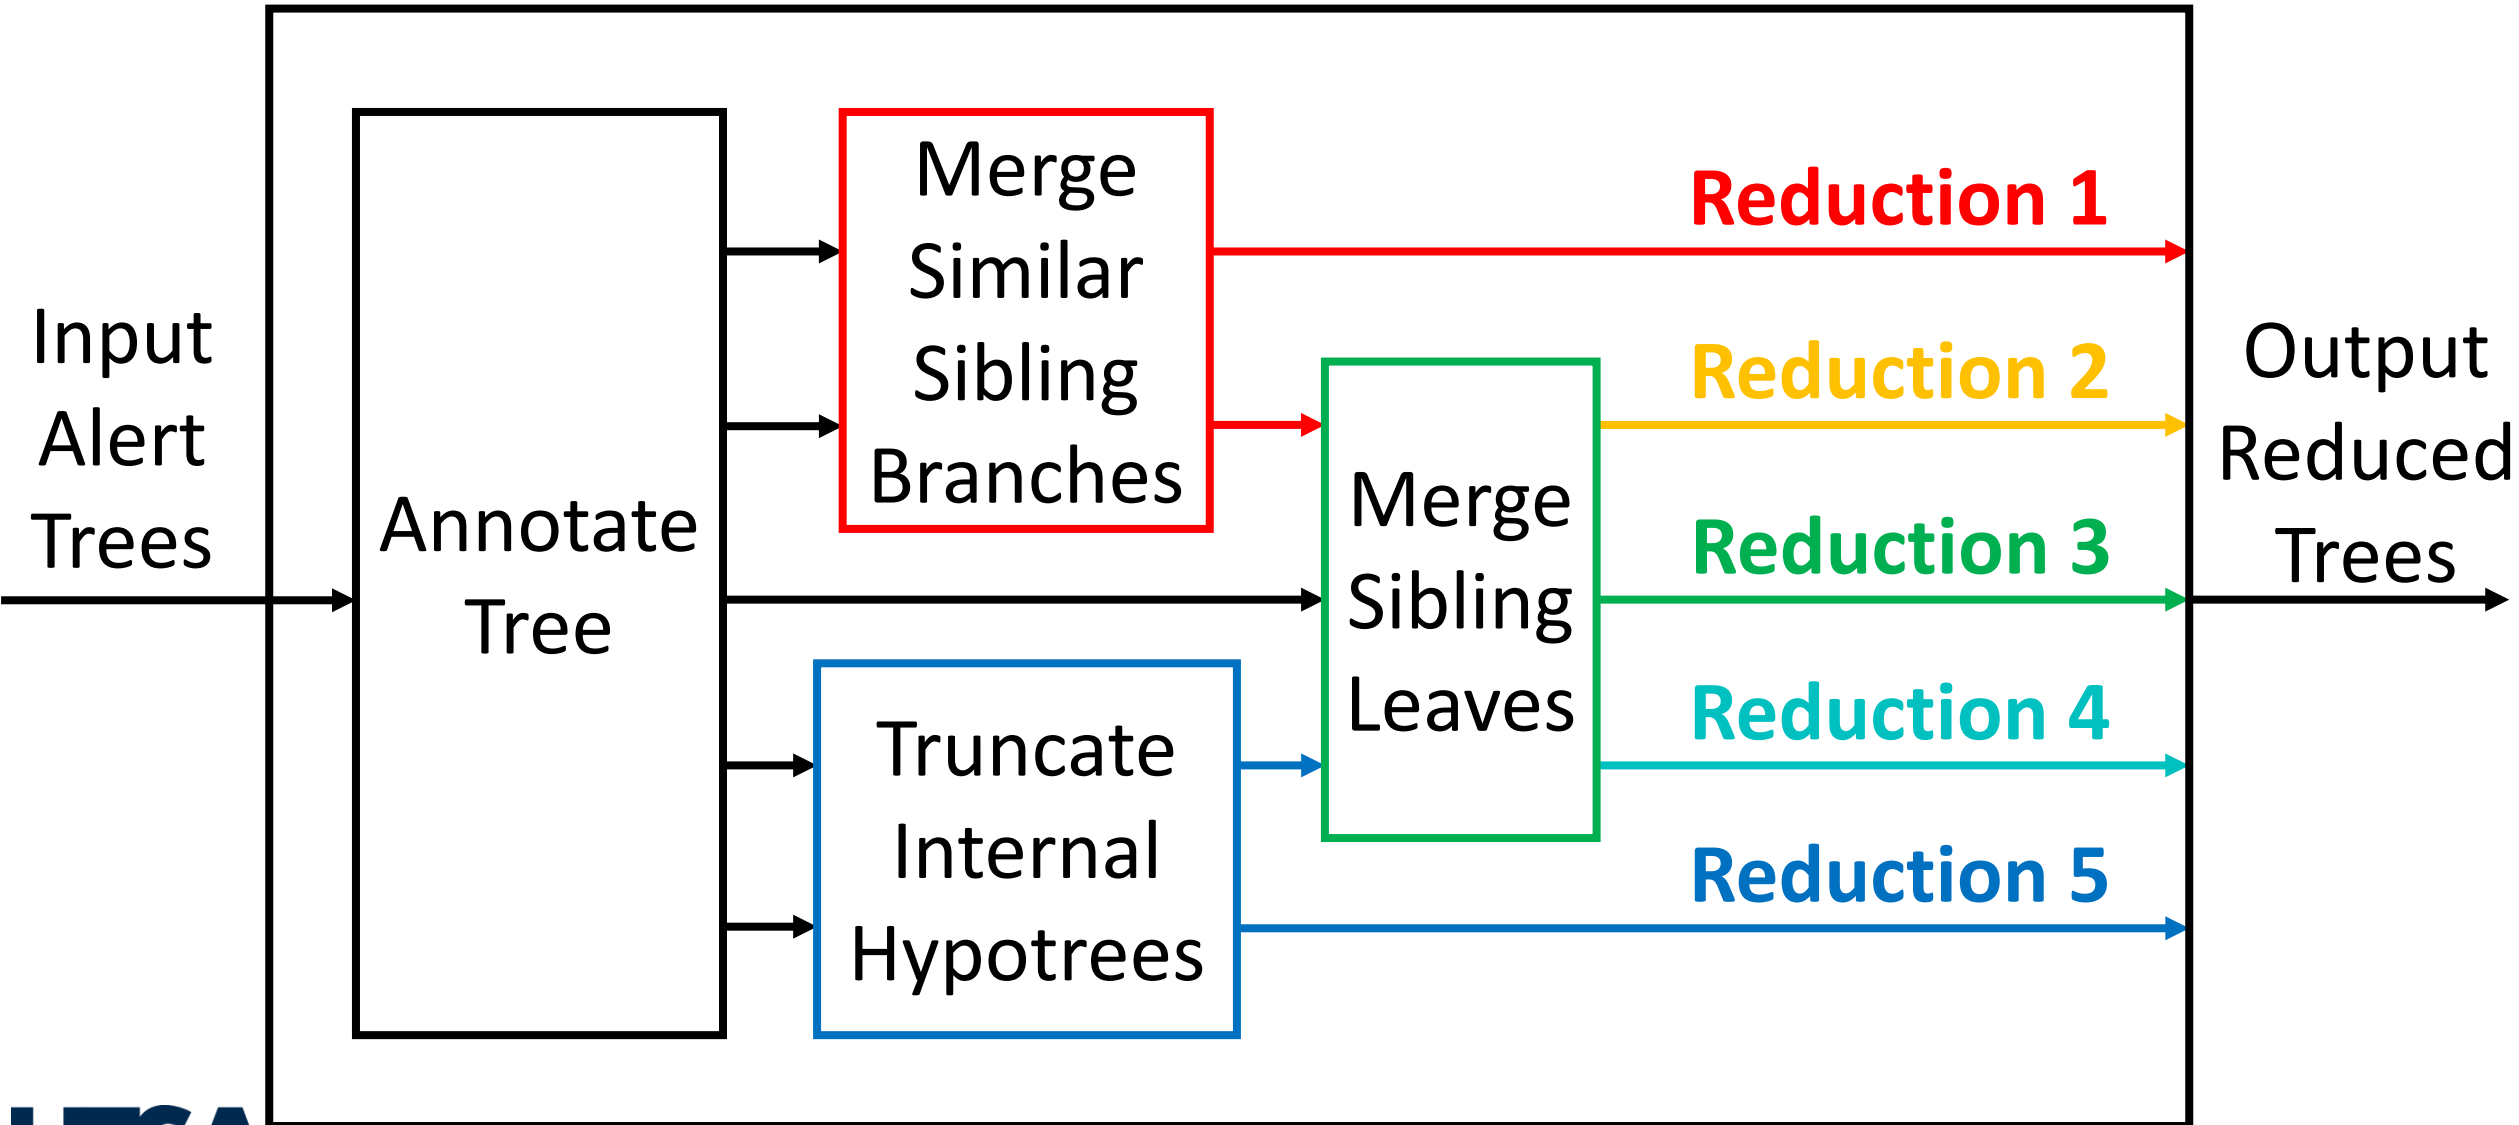 Input
Alert
Trees
Annotate
Tree
Merge
Similar
Sibling
Branches
Truncate
Internal
Hypotrees
Merge
Sibling
Leaves
Reduction 1
Reduction 2
Reduction 3
Reduction 4
Reduction 5
Output
Reduced
Trees